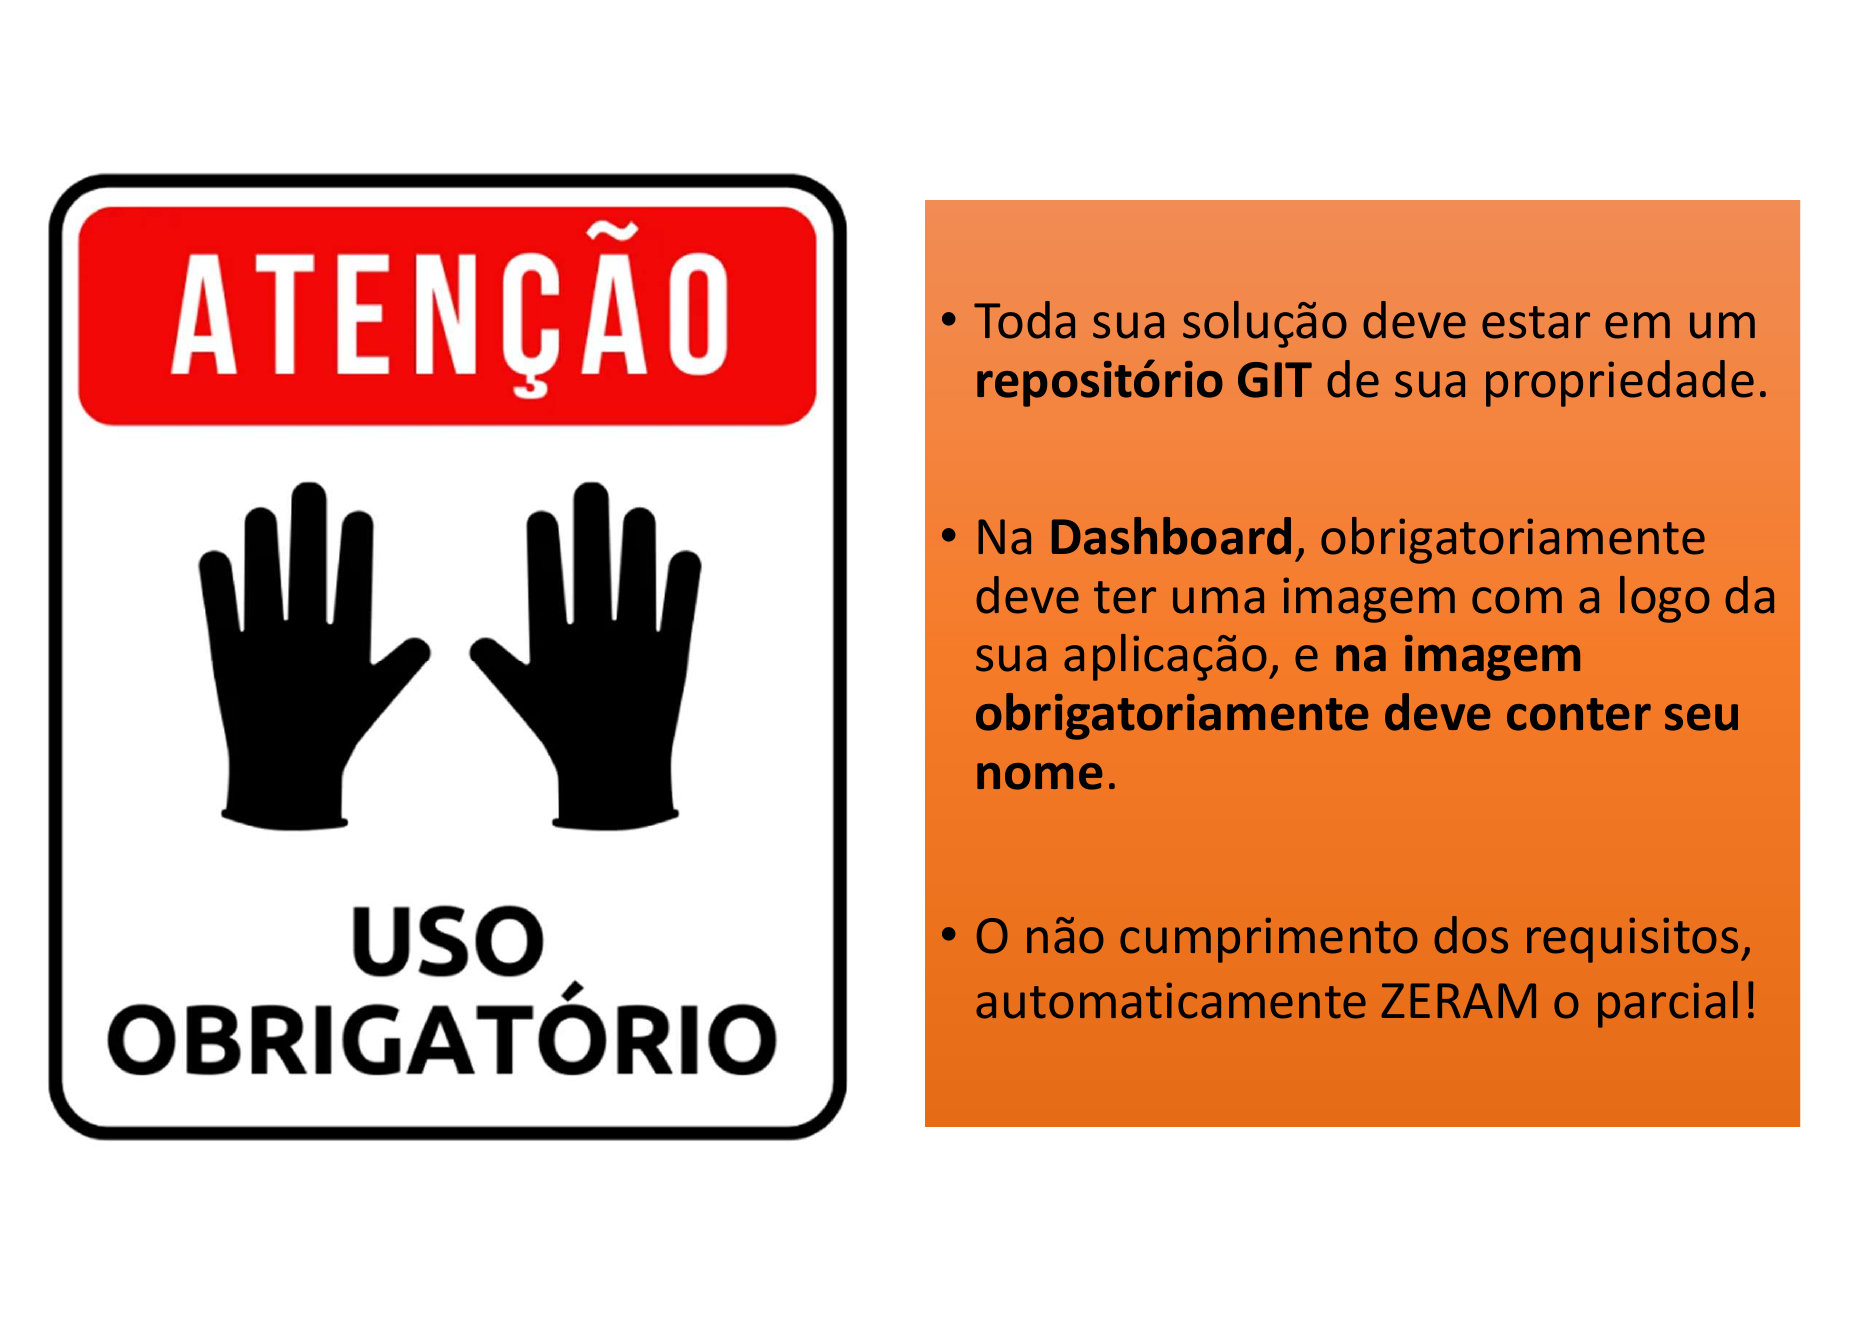 ATENÇÃO
USO
OBRIGATÓRIO
• Toda sua solução deve estar em um
repositório GIT de sua propriedade.
• Na Dashboard, obrigatoriamente
deve ter uma imagem com a logo da
sua aplicação, e na imagem
obrigatoriamente deve conter seu
nome.
• O não cumprimento dos requisitos,
automaticamente ZERAM o parcial!